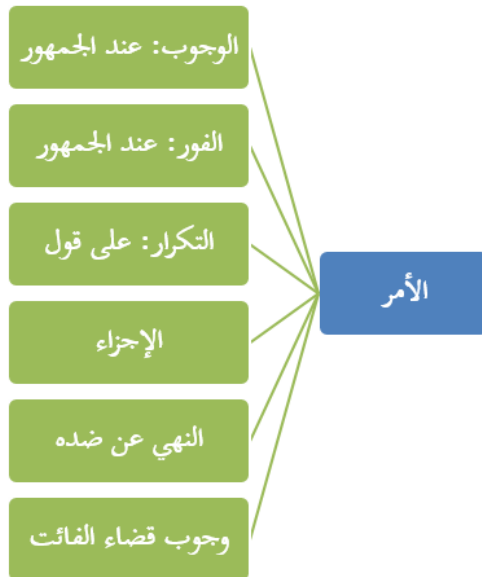 الأمر
الوجوب: عند الجمهور
الفور: عند الجمهور
التكرار: على قول
الإجزاء
النهي عن ضده
وجوب قضاء الفائت